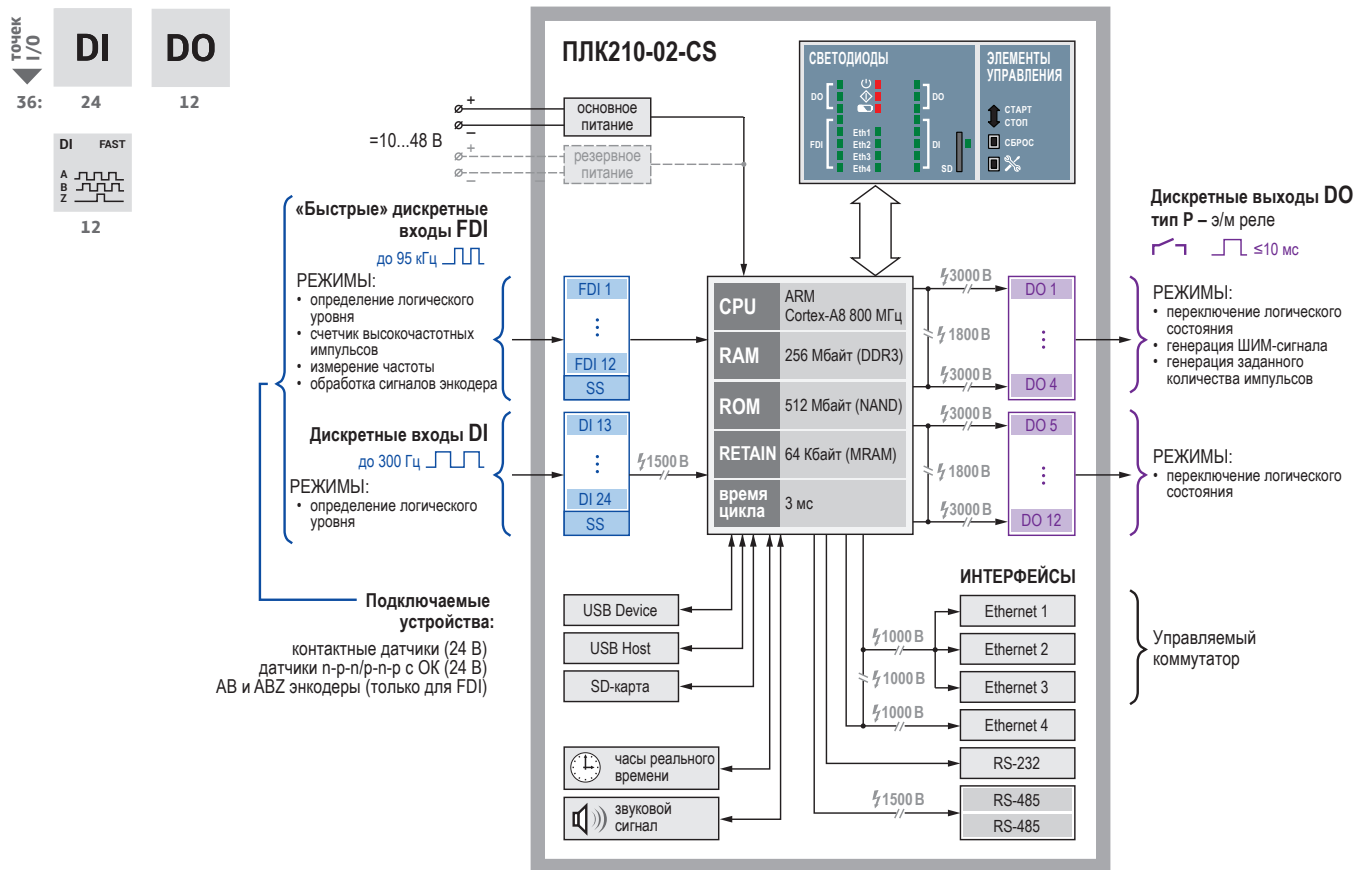 точек
I/O
DI
DO
36:
24
12
DI FAST
A
B
Z
12
ПЛК210-02-CS
+
–
=10...48 В
+
–
основное
питание
резервное
питание
СВЕТОДИОДЫ
DO
FDI
Eth1
Eth2
Eth3
Eth4
DO
DI
SD
ЭЛЕМЕНТЫ
УПРАВЛЕНИЯ
СТАРТ
СТОП
СБРОС
«Быстрые» дискретные
входы FDI
до 95 кГц
РЕЖИМЫ:
• определение логического
уровня
• счетчик высокочастотных
импульсов
• измерение частоты
• обработка сигналов энкодера
Дискретные входы DI
до 300 Гц
РЕЖИМЫ:
• определение логического
уровня
Подключаемые
устройства:
контактные датчики (24 В)
датчики n-p-n/p-n-p с ОК (24 В)
AB и ABZ энкодеры (только для FDI)
FDI 1
FDI 12
SS
DI 13
DI 24
SS
1500 В
CPU
ARM
Cortex-A8 800 МГц
RAM
256 Мбайт (DDR3)
ROM
512 Мбайт (NAND)
RETAIN
64 Кбайт (MRAM)
время
цикла
3 мс
3000 В
1800 В
3000 В
3000 В
1800 В
3000 В
DO 1
DO 4
DO 5
DO 12
Дискретные выходы DO
тип Р – э/м реле
≤10 мс
РЕЖИМЫ:
• переключение логического
состояния
• генерация ШИМ-сигнала
• генерация заданного
количества импульсов
РЕЖИМЫ:
• переключение логического
состояния
USB Device
USB Host
SD-карта
часы реального
времени
звуковой
сигнал
ИНТЕРФЕЙСЫ
1000 В
1000 В
1000 В
1500 В
Ethernet 1
Ethernet 2
Ethernet 3
Ethernet 4
RS-232
RS-485
RS-485
Управляемый
коммутатор